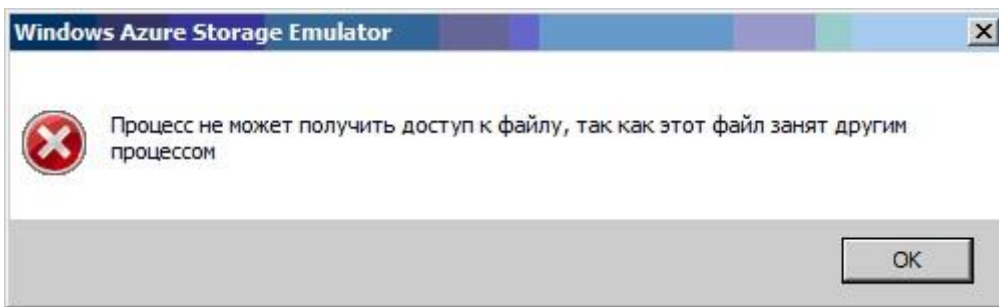 Windows Azure Storage Emulator
Процесс не может получить доступ к файлу, так как этот файл занят другим
процессом
OK